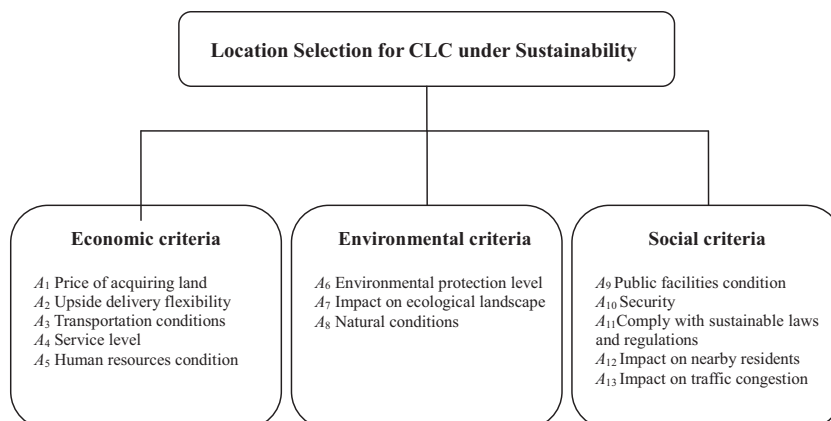 Location Selection for CLC under Sustainability
Economic criteria
A₁ Price of acquiring land
A₂ Upside delivery flexibility
A₃ Transportation conditions
A₄ Service level
A₅ Human resources condition
Environmental criteria
A₆ Environmental protection level
A₇ Impact on ecological landscape
A₈ Natural conditions
Social criteria
A₉ Public facilities condition
A₁₀ Security
A₁₁Comply with sustainable laws
and regulations
A₁₂ Impact on nearby residents
A₁₃ Impact on traffic congestion